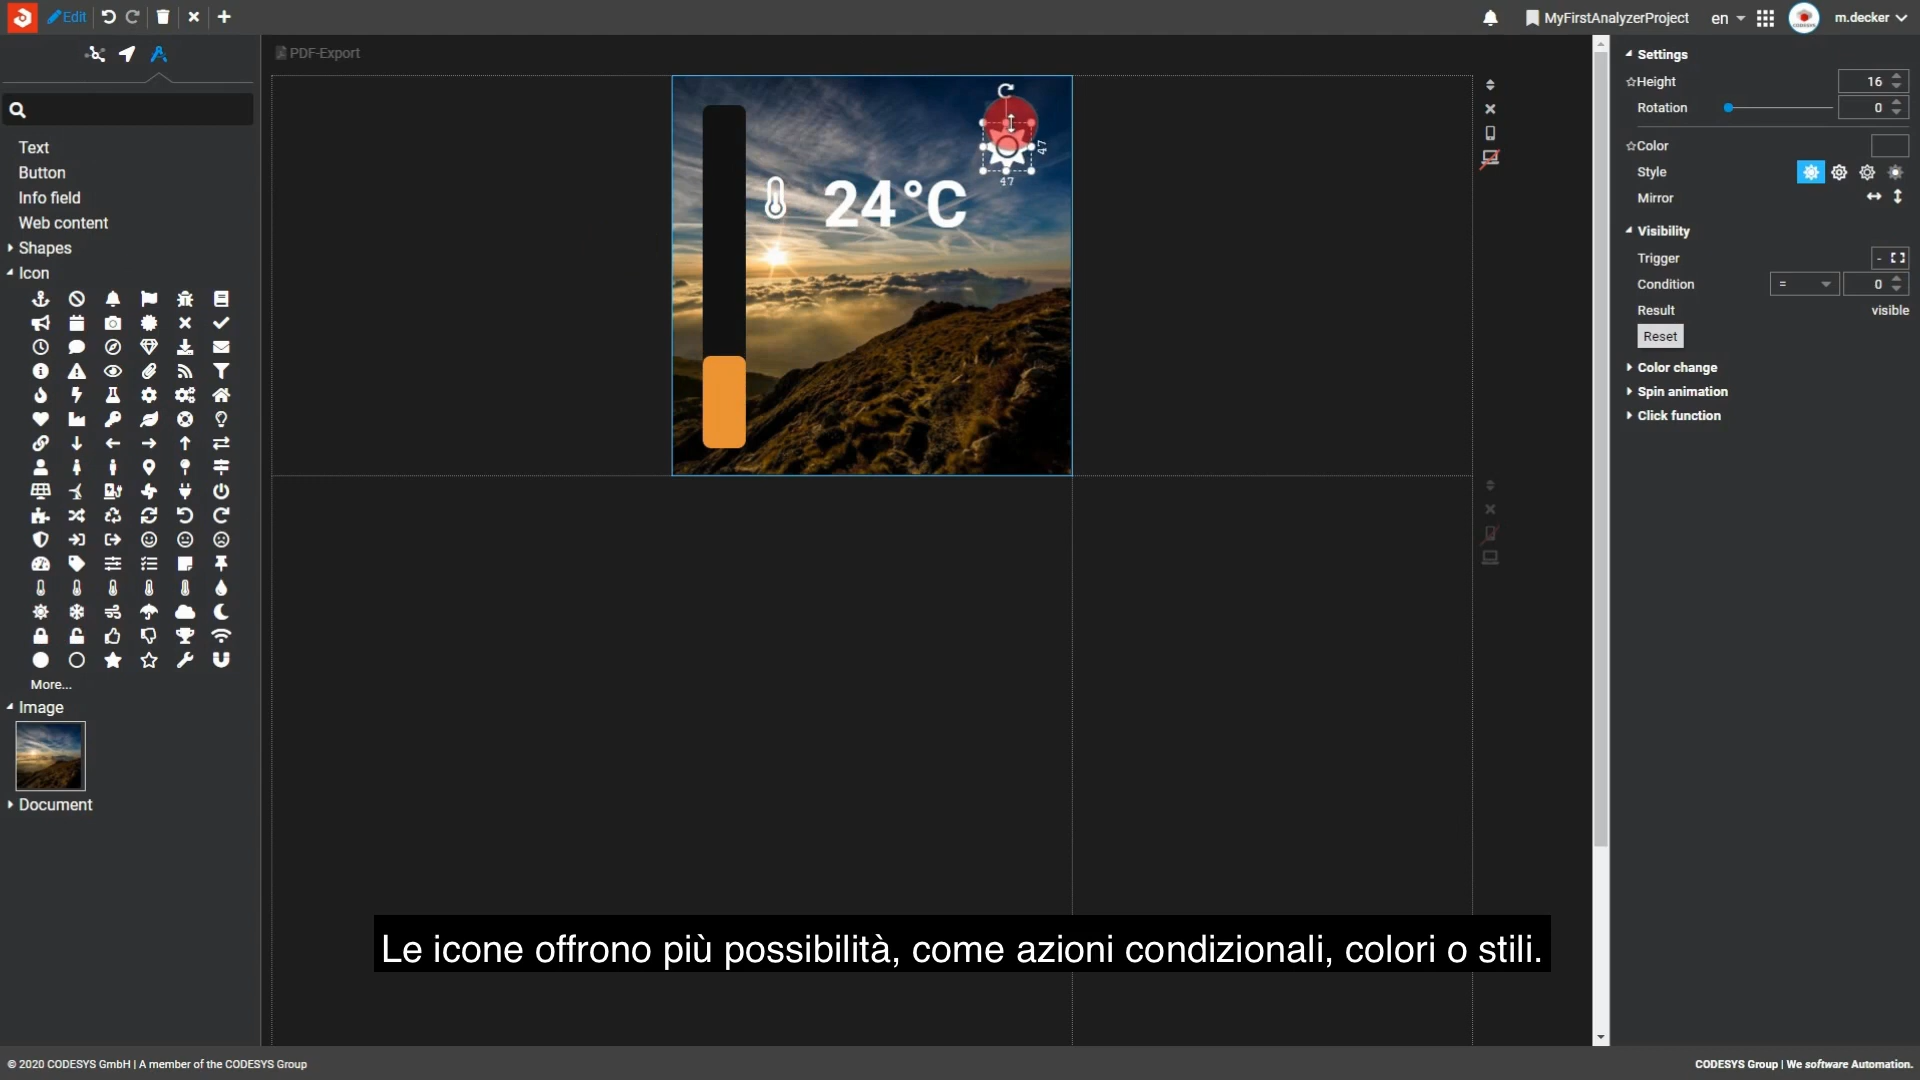 Edit
MyFirstAnalyzerProject
en
m.decker
PDF-Export
Text
Button
Info field
Web content
Shapes
Icon
More...
Image
Document
24°C
47
47
Settings
Height
16
Rotation
0
Color
Style
Mirror
Visibility
Trigger
-
Condition
=
0
Result
visible
Reset
Color change
Spin animation
Click function
Le icone offrono più possibilità, come azioni condizionali, colori o stili.
© 2020 CODESYS GmbH | A member of the CODESYS Group
CODESYS Group | We software Automation.